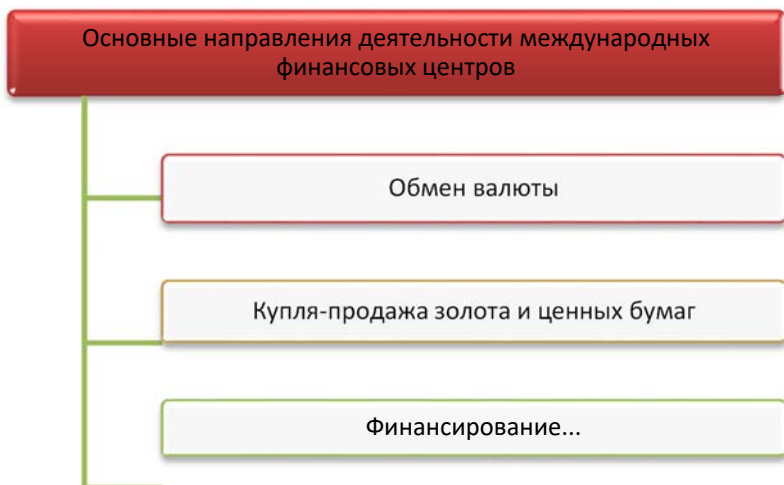 Основные направления деятельности международных
финансовых центров
Обмен валюты
Купля-продажа золота и ценных бумаг
Финансирование...